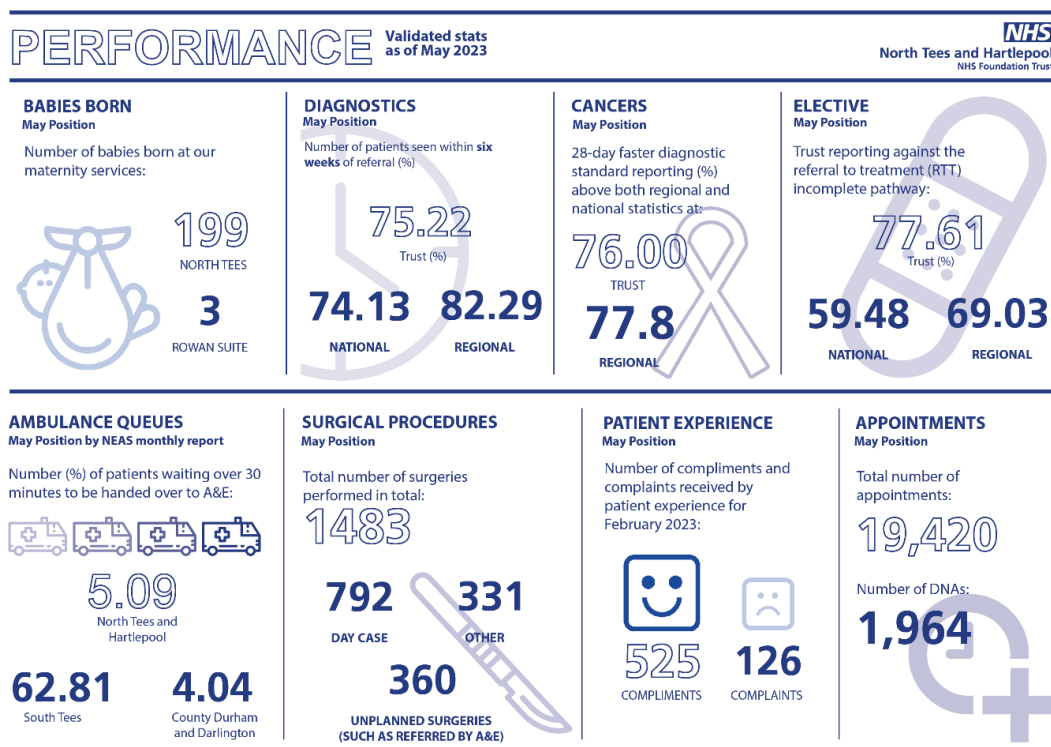 PERFORMANCE
Validated stats
as of May 2023
NHS
North Tees and Hartlepool
NHS Foundation Trust
BABIES BORN
May Position
Number of babies born at our
maternity services:
199
NORTH TEES
3
ROWAN SUITE
DIAGNOSTICS
May Position
Number of patients seen within six
weeks of referral (%)
75.22
Trust (%)
74.13
NATIONAL
82.29
REGIONAL
CANCERS
May Position
28-day faster diagnostic
standard reporting (%)
above both regional and
national statistics at:
76.00
TRUST
77.8
REGIONAL
ELECTIVE
May Position
Trust reporting against the
referral to treatment (RTT)
incomplete pathway:
77.61
Trust (%)
59.48
NATIONAL
69.03
REGIONAL
AMBULANCE QUEUES
May Position by NEAS monthly report
Number (%) of patients waiting over 30
minutes to be handed over to A&E:
5.09
North Tees and
Hartlepool
62.81
South Tees
4.04
County Durham
and Darlington
SURGICAL PROCEDURES
May Position
Total number of surgeries
performed in total:
1483
792
DAY CASE
331
OTHER
360
UNPLANNED SURGERIES
(SUCH AS REFERRED BY A&E)
PATIENT EXPERIENCE
May Position
Number of compliments and
complaints received by
patient experience for
February 2023:
525
COMPLIMENTS
126
COMPLAINTS
APPOINTMENTS
May Position
Total number of
appointments:
19,420
Number of DNAs:
1,964